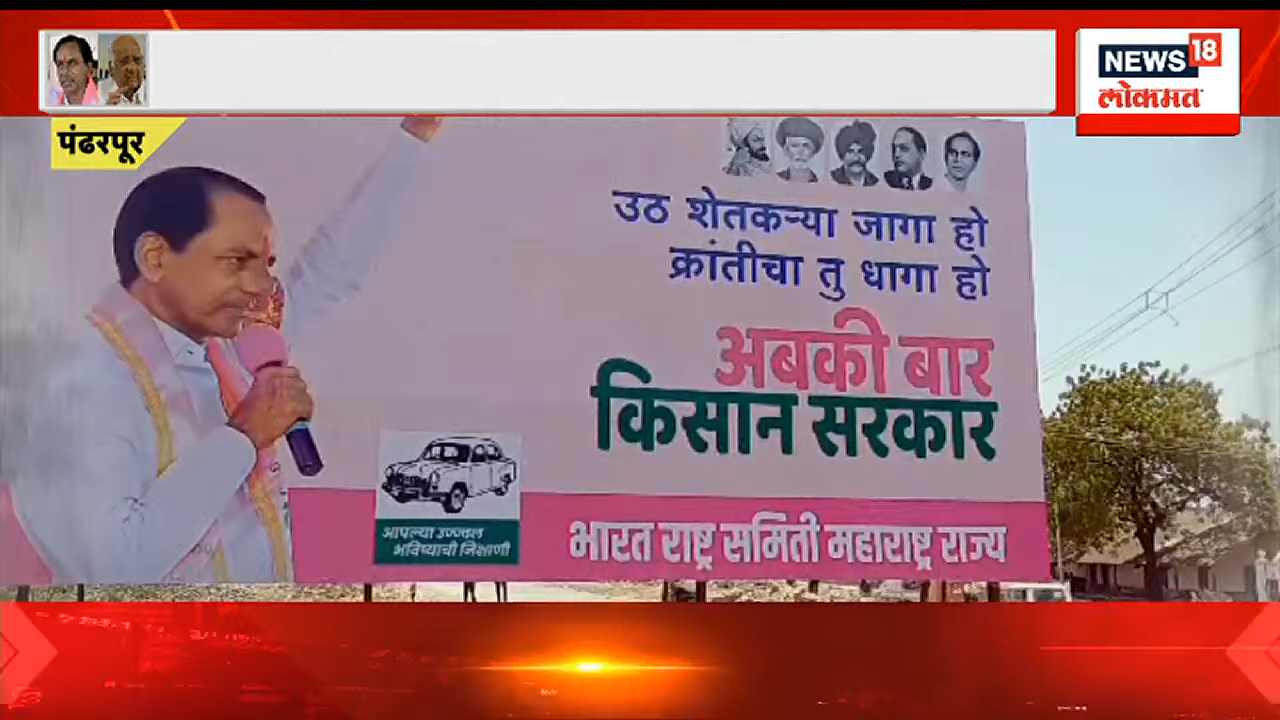 NEWS 18
लोकमत
पंढरपूर
उठ शेतकऱ्या जागा हो
क्रांतीचा तु धागा हो
अबकी बार
किसान सरकार
आपल्या उज्ज्वल
भविष्याची निशाणी
भारत राष्ट्र समिती महाराष्ट्र राज्य